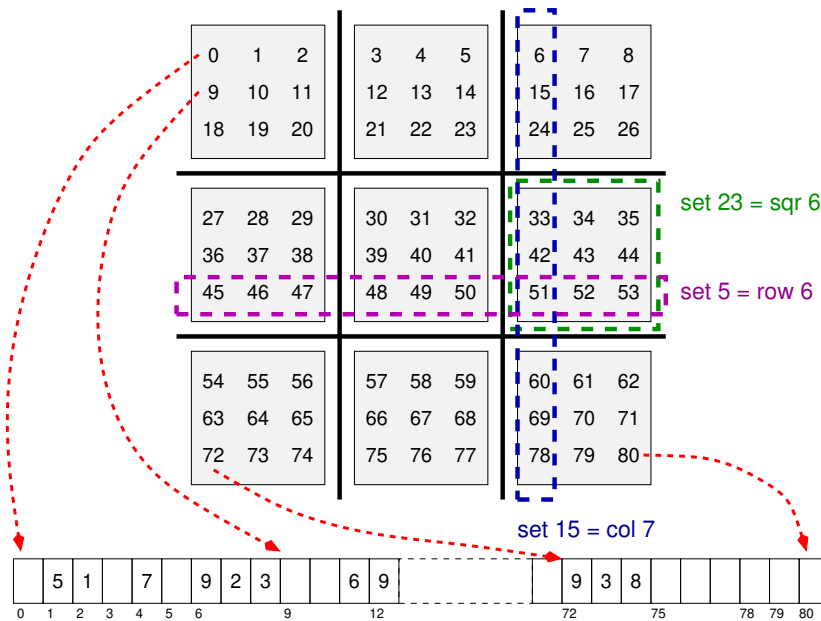 0 1 2 3 4 5 6 7 8
9 10 11 12 13 14 15 16 17
18 19 20 21 22 23 24 25 26
set 23 = sqr 6
27 28 29 30 31 32 33 34 35
36 37 38 39 40 41 42 43 44
45 46 47 48 49 50 51 52 53 set 5 = row 6
54 55 56 57 58 59 60 61 62
63 64 65 66 67 68 69 70 71
72 73 74 75 76 77 78 79 80
set 15 = col 7
5 1 7 9 2 3 6 9 9 3 8
0 1 2 3 4 5 6 9 12 72 75 78 79 80